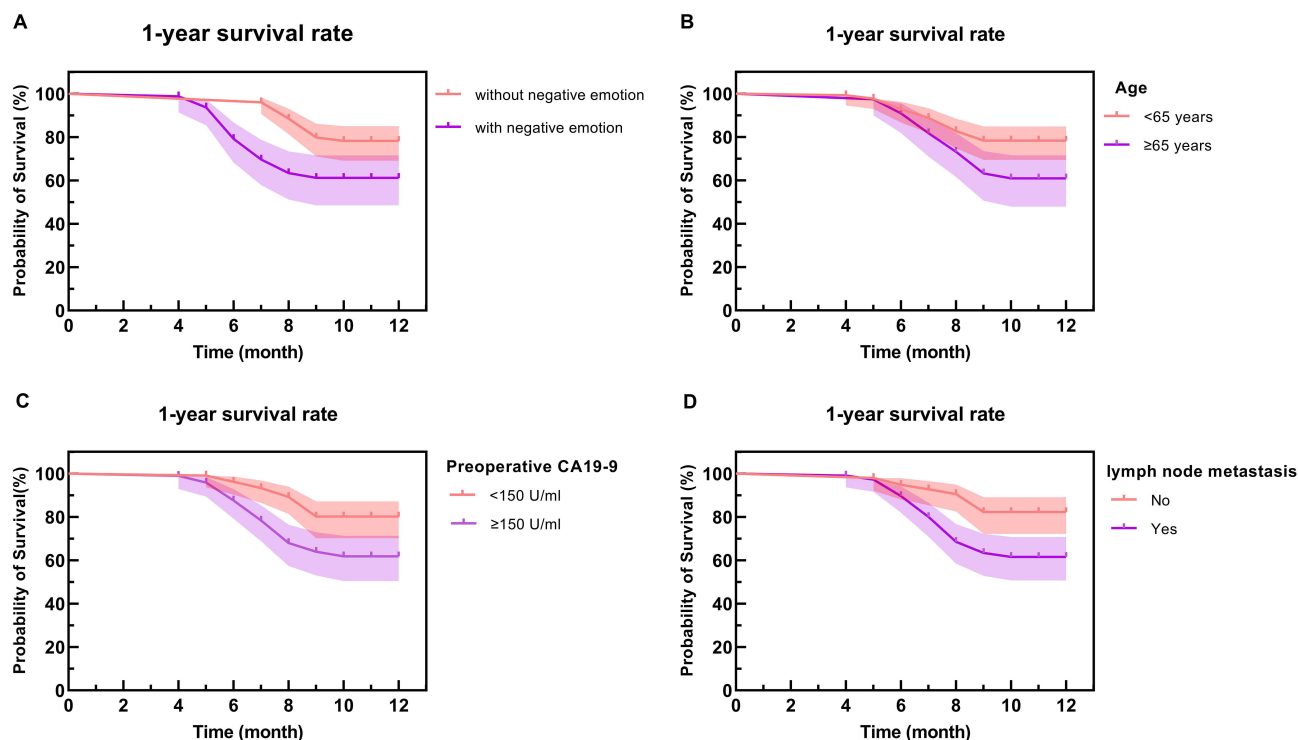 A
1-year survival rate
Probability of Survival (%)
100
80
60
40
20
0
0 2 4 6 8 10 12
Time (month)
without negative emotion
with negative emotion
B
1-year survival rate
Probability of Survival (%)
100
80
60
40
20
0
0 2 4 6 8 10 12
Time (month)
Age
<65 years
≥65 years
C
1-year survival rate
Probability of Survival(%)
100
80
60
40
20
0
0 2 4 6 8 10 12
Time (month)
Preoperative CA19-9
<150 U/ml
≥150 U/ml
D
1-year survival rate
Probability of Survival (%)
100
80
60
40
20
0
0 2 4 6 8 10 12
Time (month)
lymph node metastasis
No
Yes